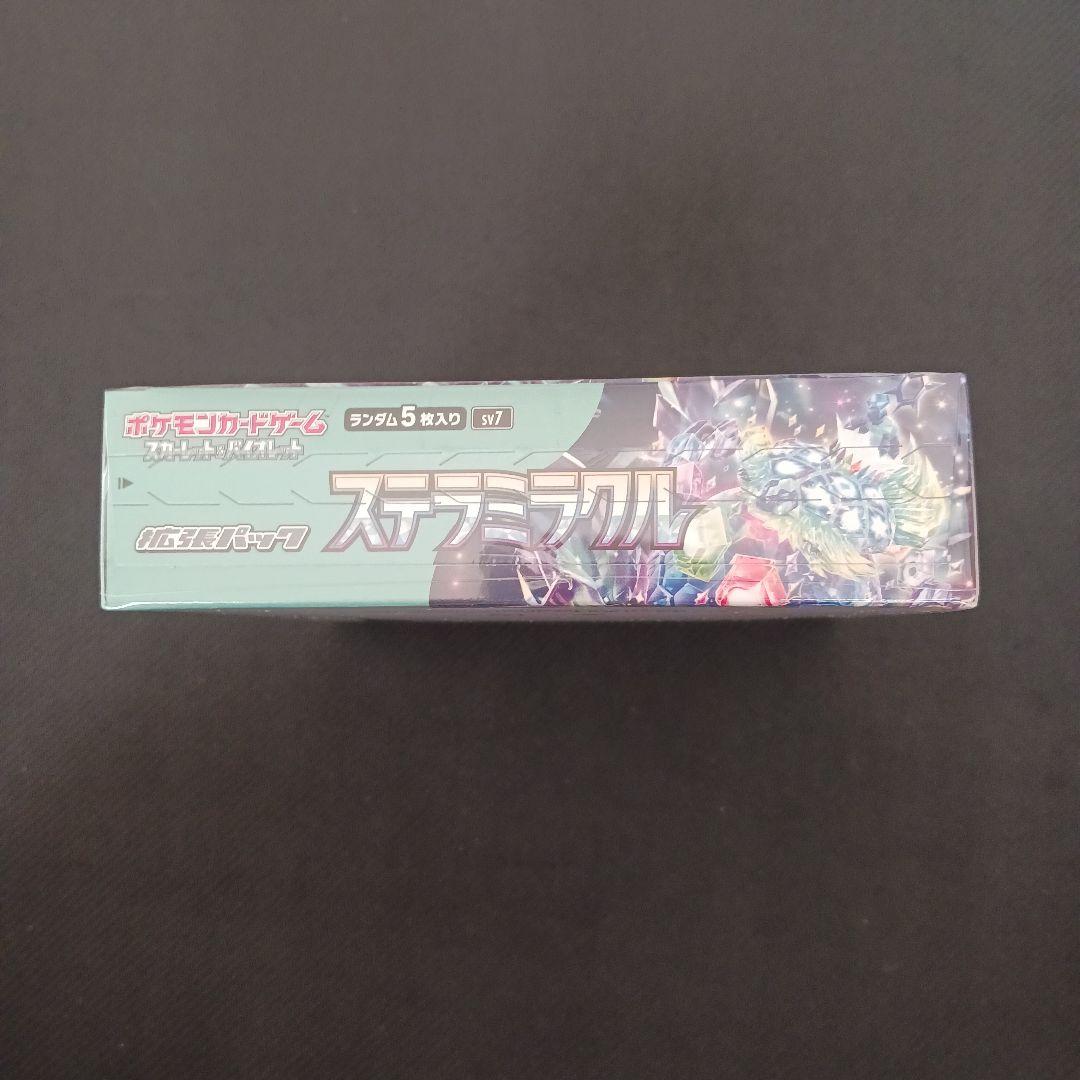 ポケモンカードゲーム
スカーレット&バイオレット
ランダム5枚入り
SV7
拡張パック
ステラミラクル